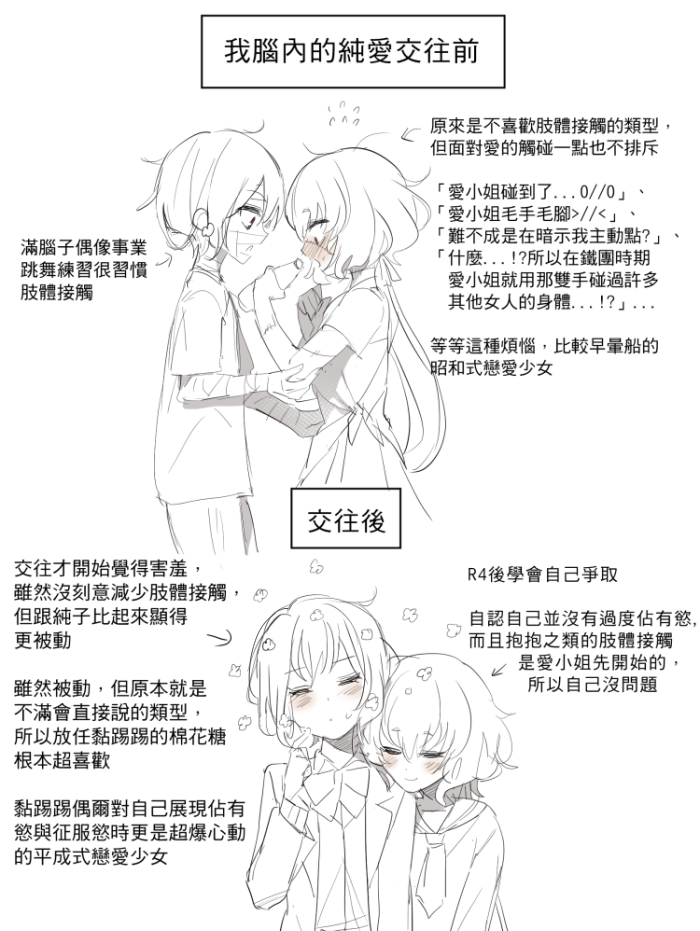 我腦內的純愛交往前
原來是不喜歡肢體接觸的類型，
但面對愛的觸碰一點也不排斥
「愛小姐碰到了...O//O」、
「愛小姐毛手毛腳>//<」、
「難不成是在暗示我主動點?」、
「什麼...!?所以在鐵團時期
愛小姐就用那雙手碰過許多
其他女人的身體...!?」...
等等這種煩惱，比較早暈船的
昭和式戀愛少女
滿腦子偶像事業
跳舞練習很習慣
肢體接觸
交往後
交往才開始覺得害羞，
雖然沒刻意減少肢體接觸，
但跟純子比起來顯得
更被動
雖然被動，但原本就是
不滿會直接說的類型，
所以放任黏踢踢的棉花糖
根本超喜歡
黏踢踢偶爾對自己展現佔有
慾與征服慾時更是超爆心動
的平成式戀愛少女
R4後學會自己爭取
自認自己並沒有過度佔有慾,
而且抱抱之類的肢體接觸
是愛小姐先開始的，
所以自己沒問題